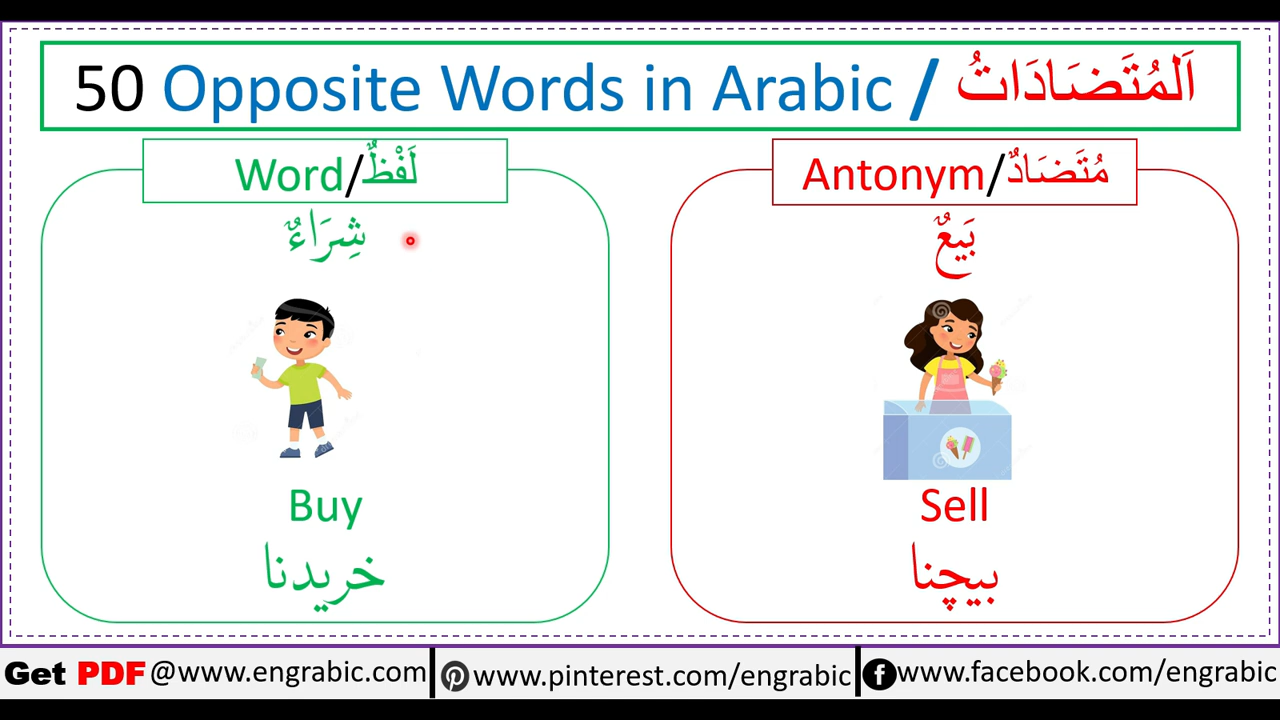 50 Opposite Words in Arabic / اَلْمُتَضَادَاتُ
Word/لَفْظٌ
شِرَاءٌ
Buy
خریدنا
Antonym/مُتَضَادٌ
بَيعٌ
Sell
بیچنا
Get PDF @www.engrabic.com
www.pinterest.com/engrabic
www.facebook.com/engrabic